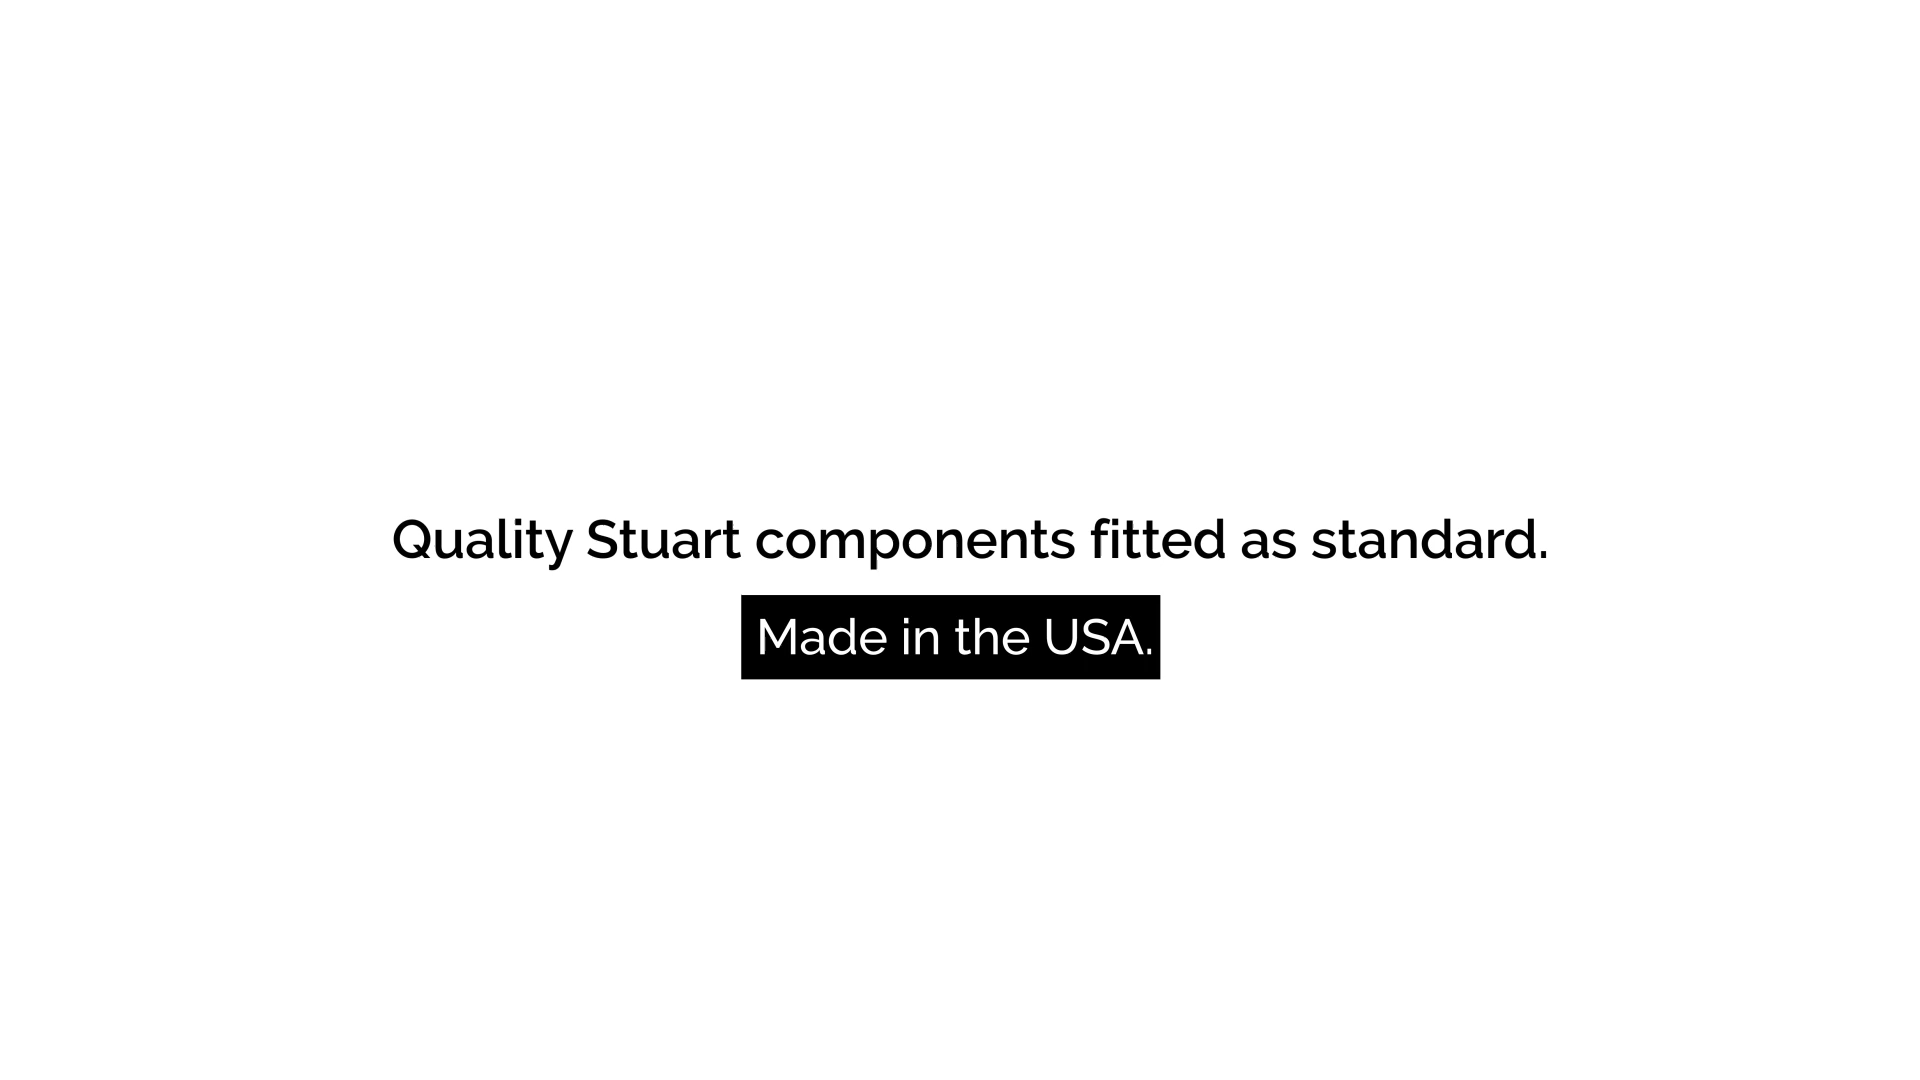 Quality Stuart components fitted as standard.
Made in the USA.